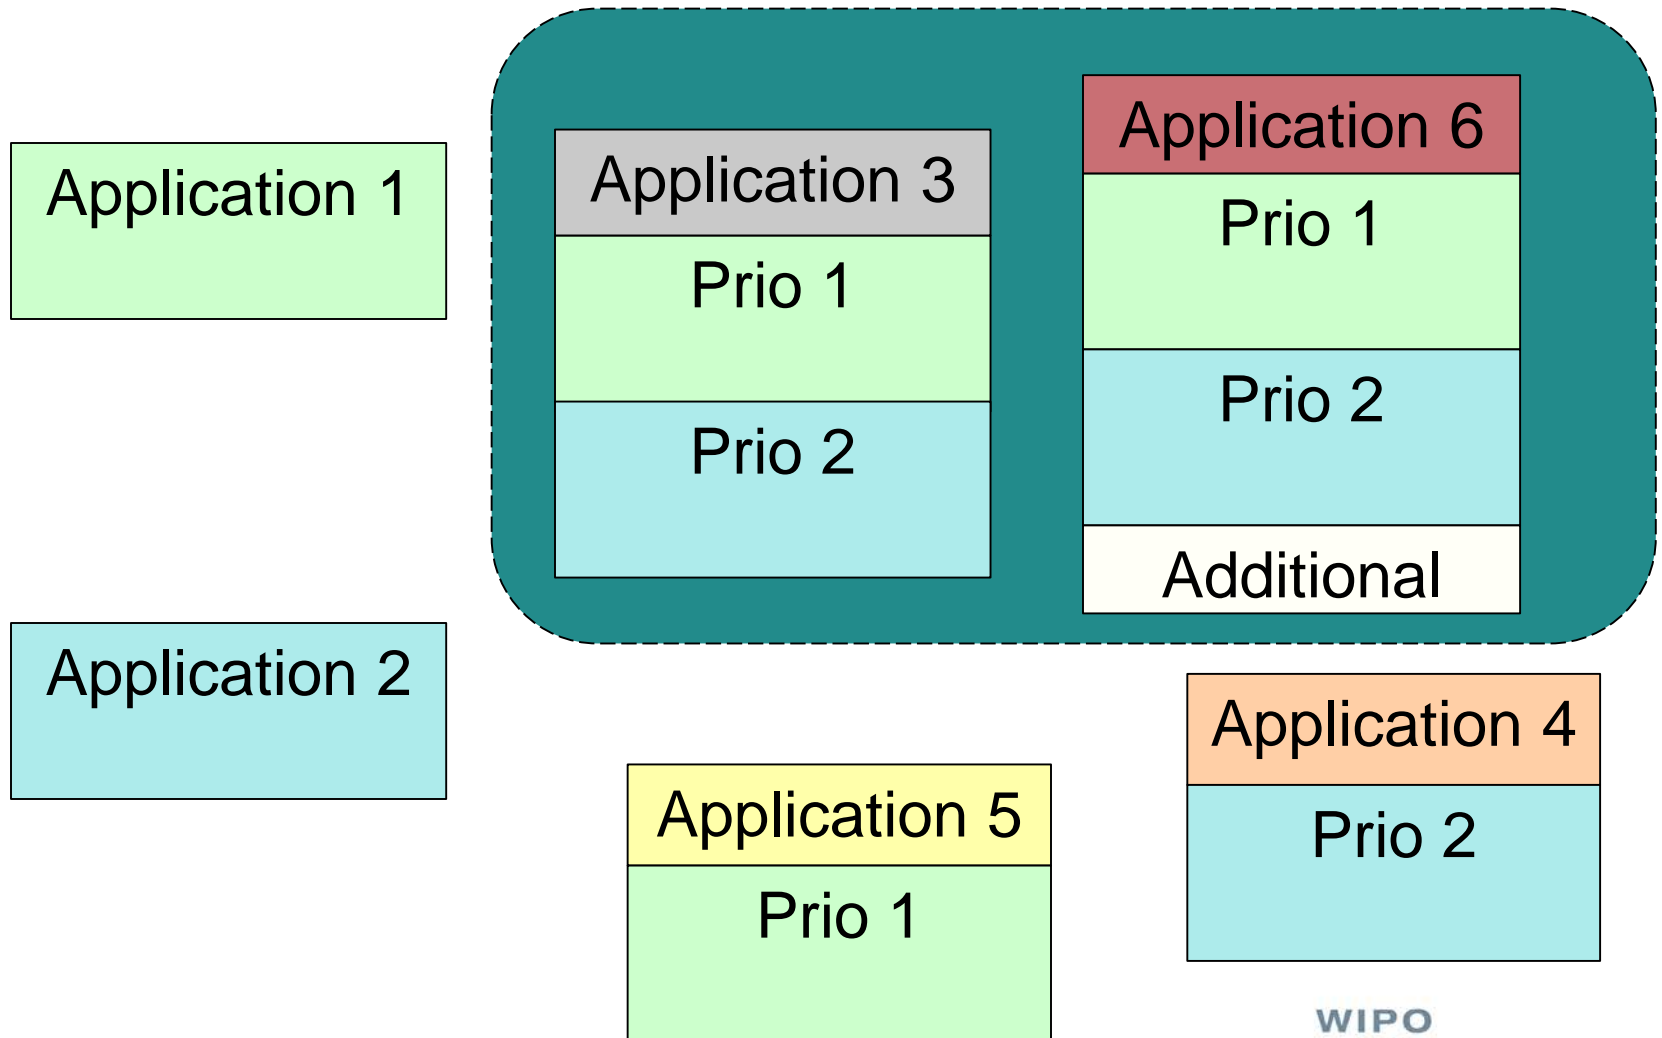 Application 1
Application 2
Application 3
Prio 1
Prio 2
Application 6
Prio 1
Prio 2
Additional
Application 5
Prio 1
Application 4
Prio 2
WIPO